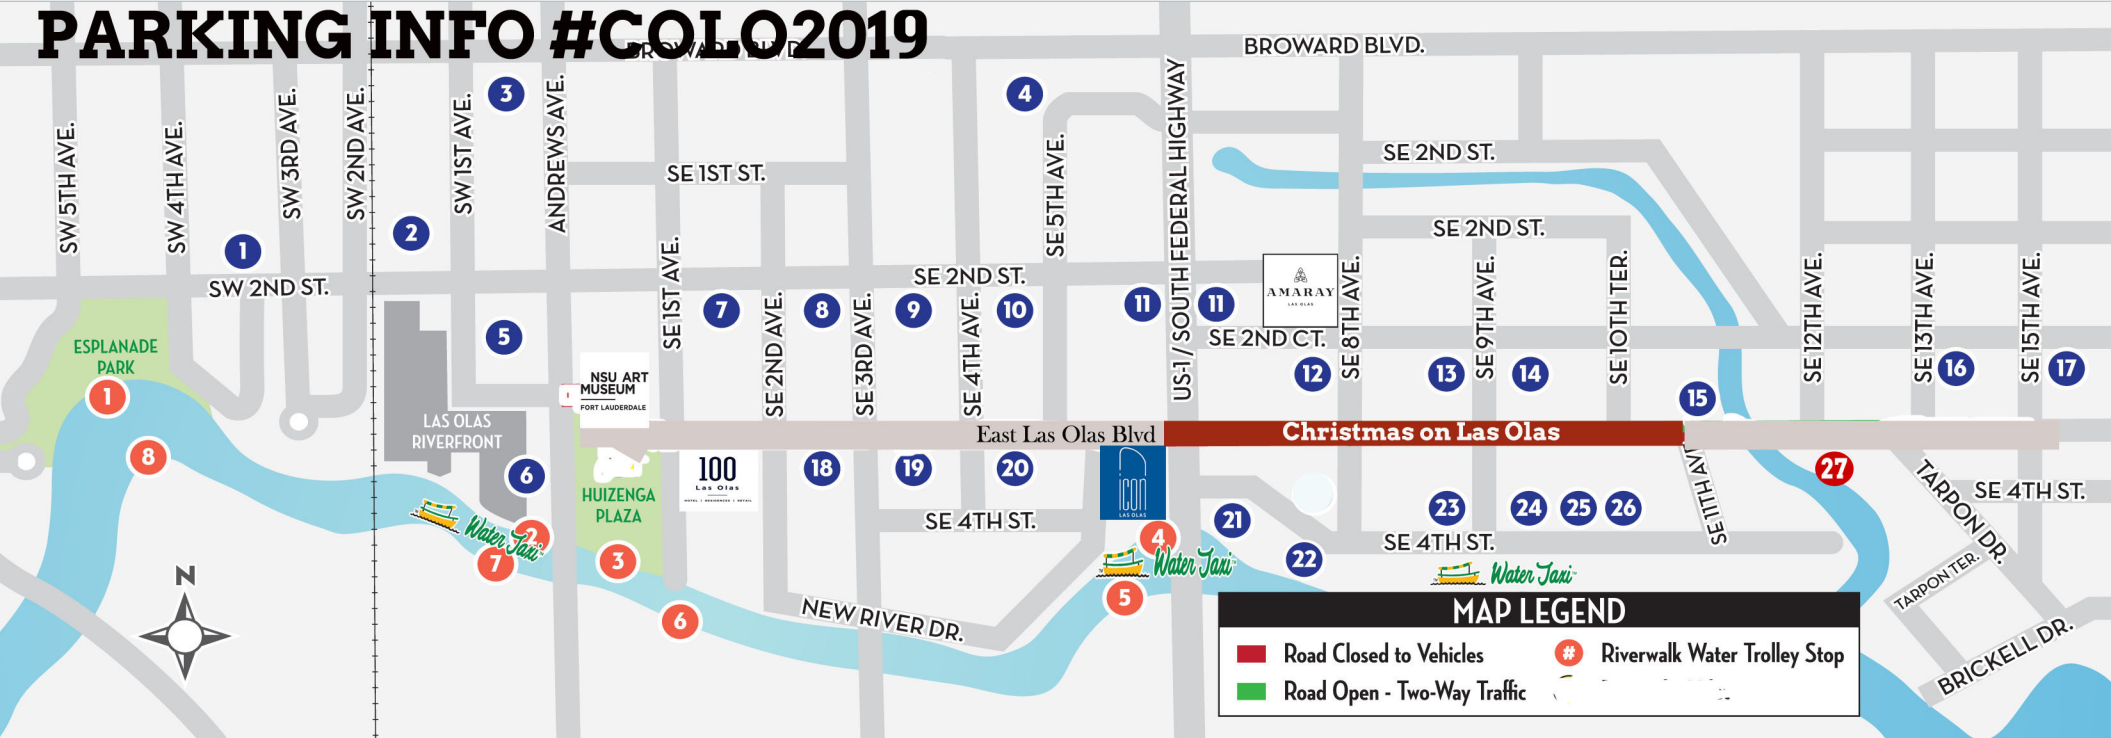 PARKING INFO #COLO2019
BROWARD BLVD.
BROWARD BLVD.
SW 5TH AVE.
SW 4TH AVE.
SW 3RD AVE.
SW 2ND AVE.
SW 1ST AVE.
ANDREWS AVE.
3
4
SE 1ST ST.
SE 5TH AVE.
US-1 / SOUTH FEDERAL HIGHWAY
SE 2ND ST.
1
2
SW 2ND ST.
SE 2ND ST.
SE 2ND ST.
SE 1ST AVE.
SE 2ND AVE.
SE 3RD AVE.
SE 4TH AVE.
SE 8TH AVE.
SE 9TH AVE.
SE 10TH TER.
SE 12TH AVE.
SE 13TH AVE.
SE 15TH AVE.
AMARAY
LAS OLAS
5
7
8
9
10
11
11
SE 2ND CT.
12
13
14
15
16
17
ESPLANADE
PARK
1
8
NSU ART
MUSEUM
FORT LAUDERDALE
LAS OLAS
RIVERFRONT
6
East Las Olas Blvd
Christmas on Las Olas
100
Las Olas
HOTEL | RESIDENCES | RETAIL
18
19
20
icon
LAS OLAS
27
SE 11TH AV
TARPON DR.
SE 4TH ST.
HUIZENGA
PLAZA
SE 4TH ST.
21
22
23
24
25
26
SE 4TH ST.
Water Taxi
2
7
3
6
4
Water Taxi
5
Water Taxi
NEW RIVER DR.
TARPON TER.
BRICKELL DR.
N
MAP LEGEND
Road Closed to Vehicles
# Riverwalk Water Trolley Stop
Road Open - Two-Way Traffic